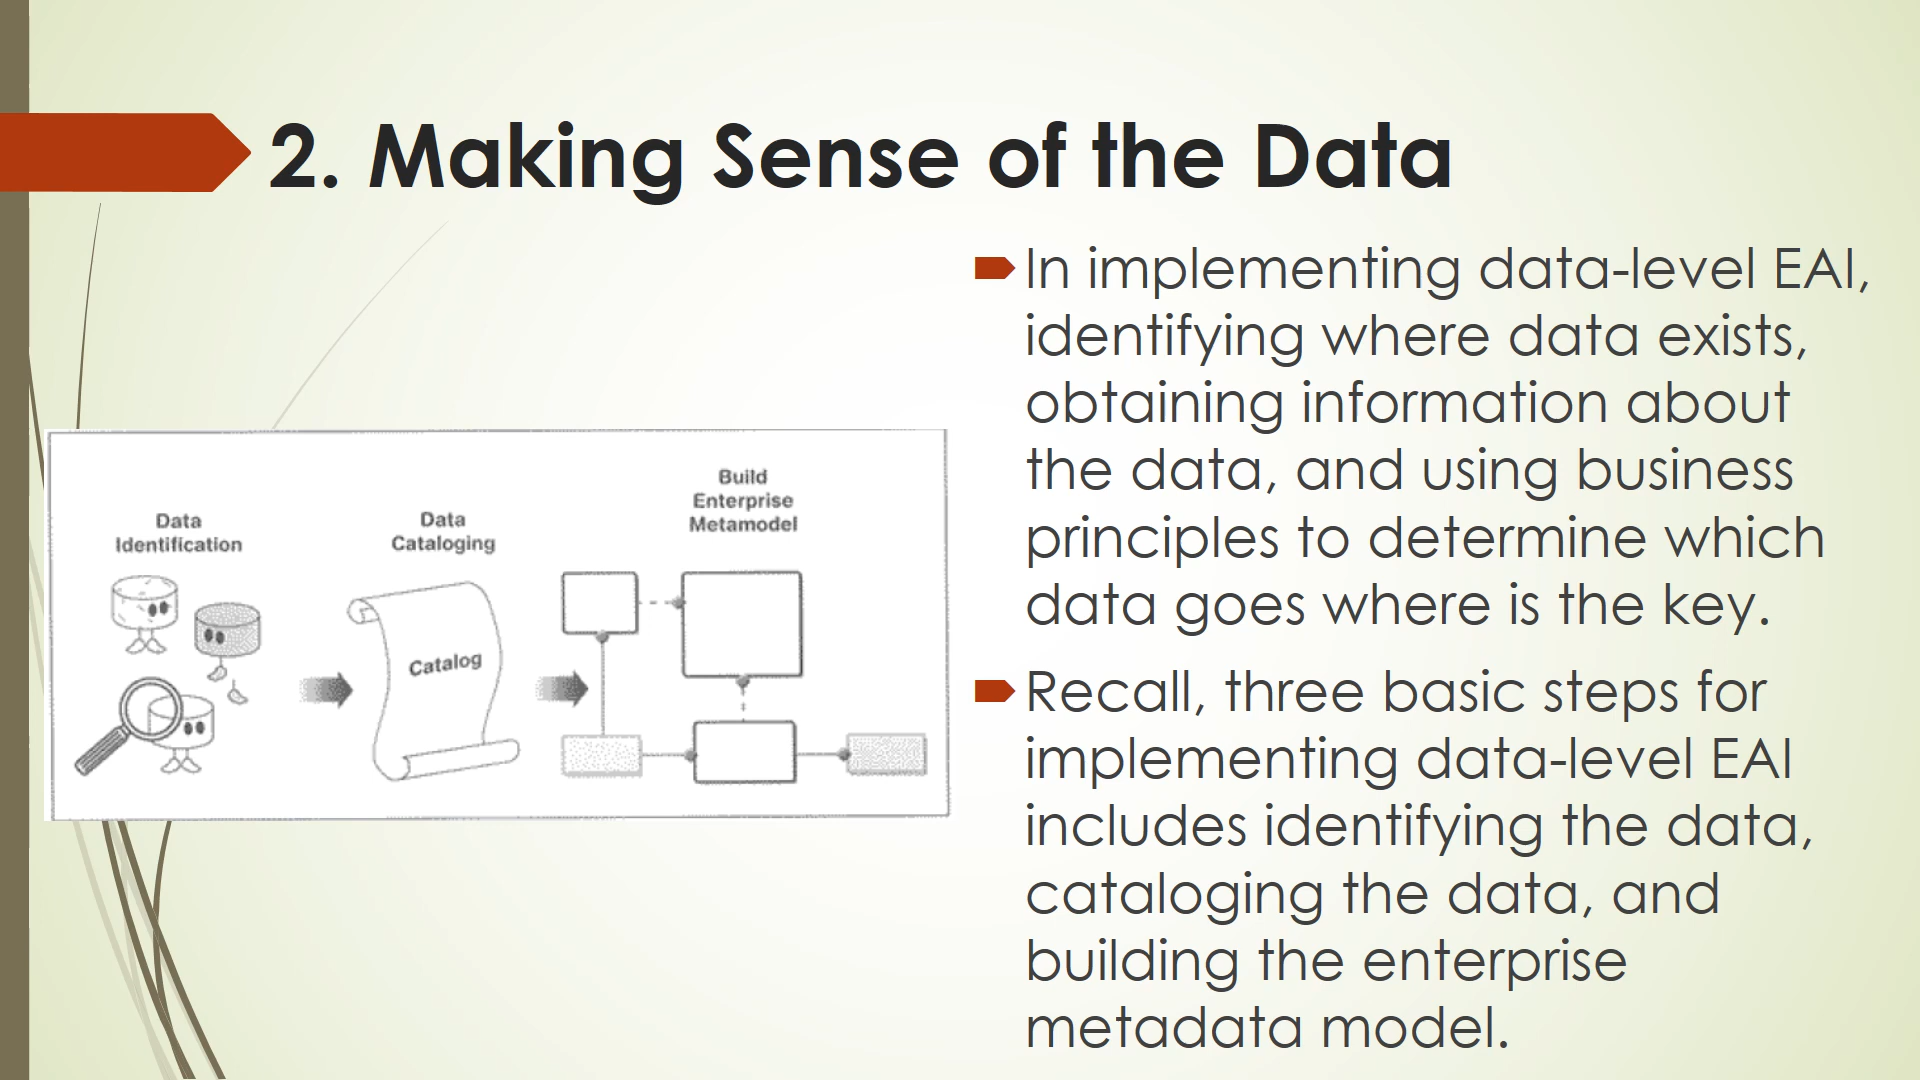 2. Making Sense of the Data
Data
Identification
Data
Cataloging
Build
Enterprise
Metamodel
Catalog
In implementing data-level EAI,
identifying where data exists,
obtaining information about
the data, and using business
principles to determine which
data goes where is the key.
Recall, three basic steps for
implementing data-level EAI
includes identifying the data,
cataloging the data, and
building the enterprise
metadata model.